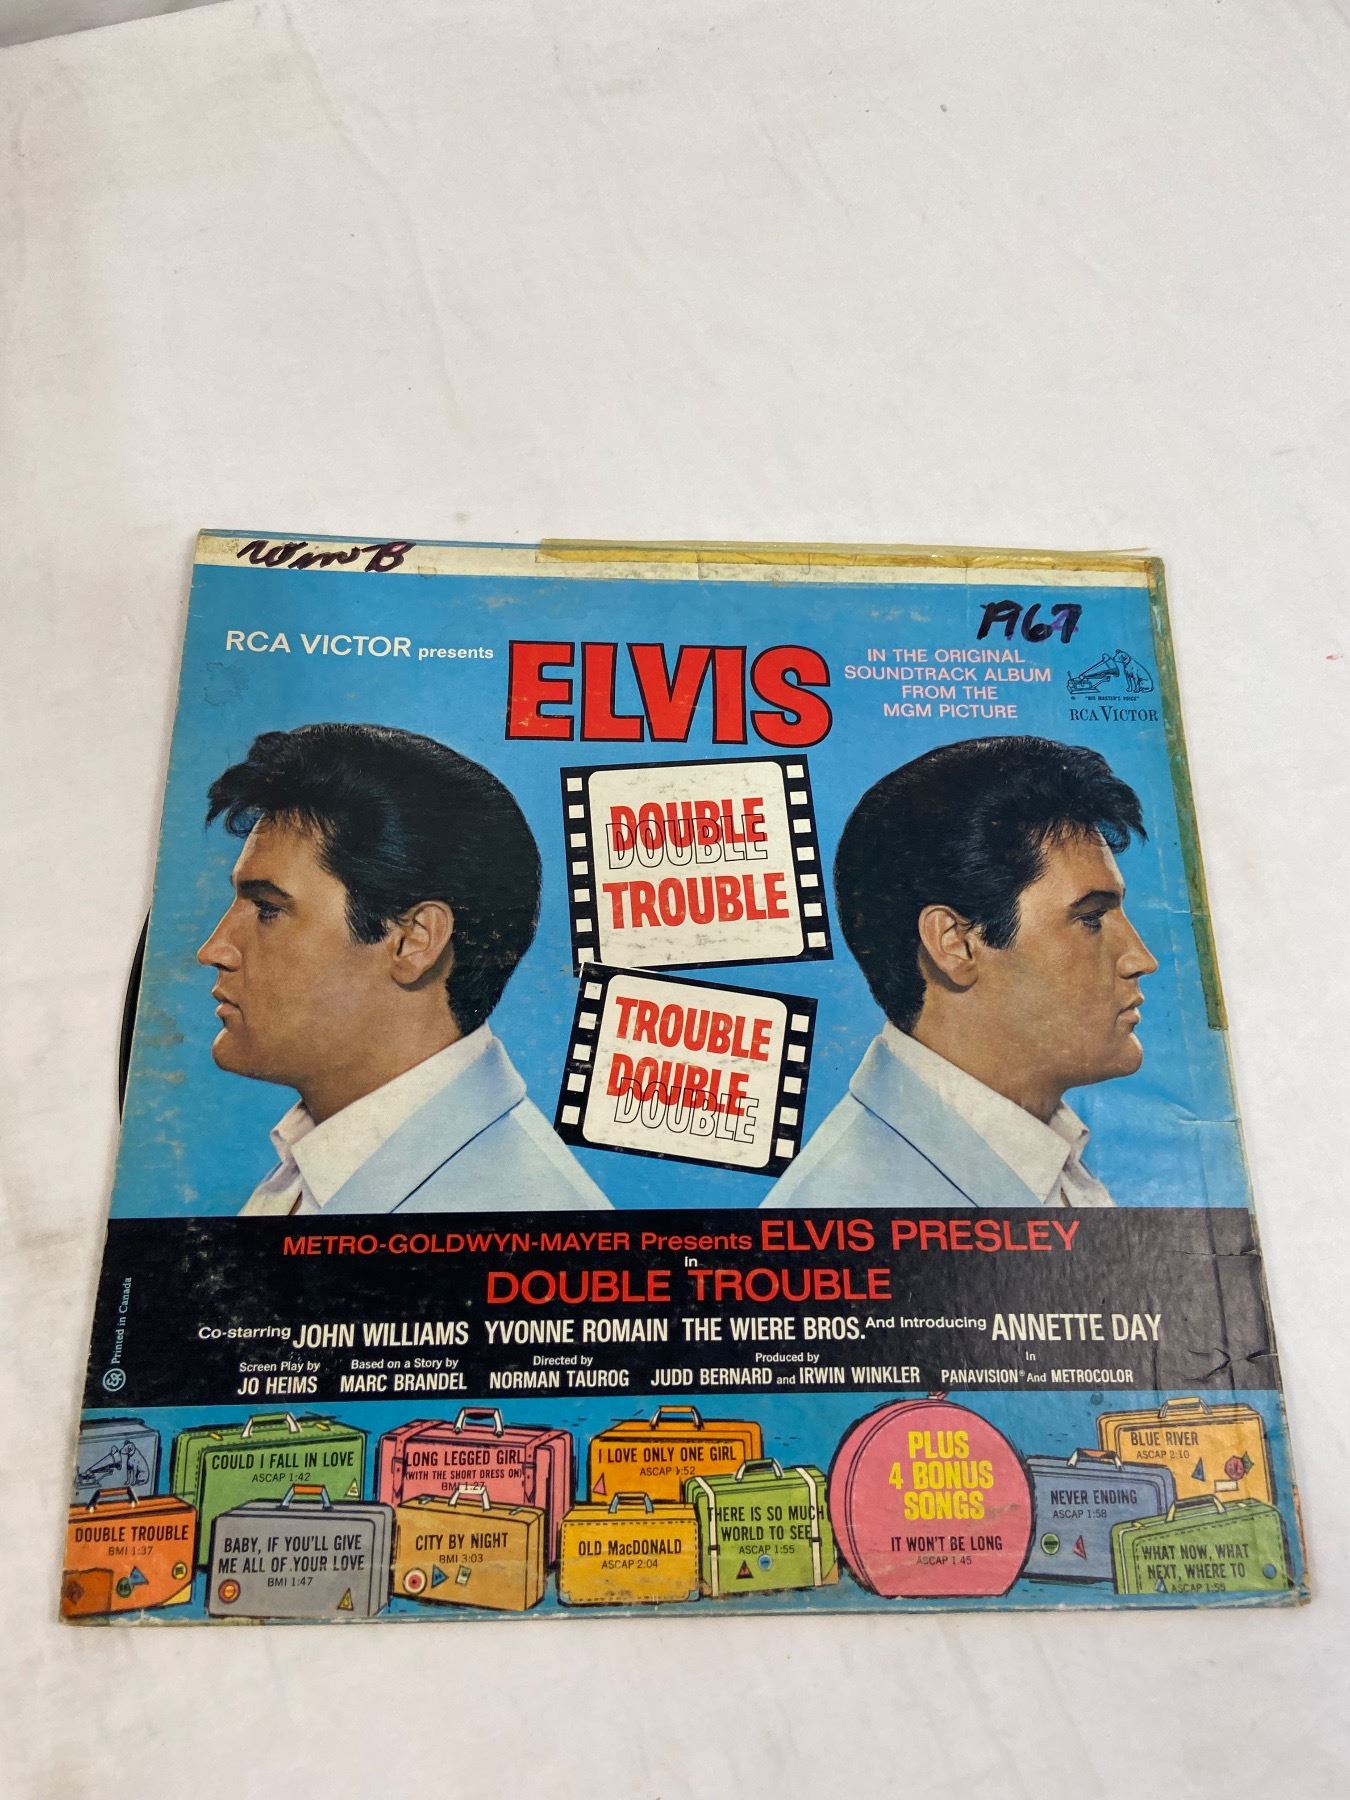 1967
RCA VICTOR presents
ELVIS
IN THE ORIGINAL
SOUNDTRACK ALBUM
FROM THE
MGM PICTURE
"HIS MASTER'S VOICE"
RCA VICTOR
DOUBLE
DOUBLE
TROUBLE
TROUBLE
DOUBLE
DOUBLE
METRO-GOLDWYN-MAYER Presents ELVIS PRESLEY
in
DOUBLE TROUBLE
Co-starring JOHN WILLIAMS YVONNE ROMAIN THE WIERE BROS. And Introducing ANNETTE DAY
Screen Play by
JO HEIMS
Based on a Story by
MARC BRANDEL
Directed by
NORMAN TAUROG
Produced by
JUDD BERNARD and IRWIN WINKLER
In
PANAVISION® And METROCOLOR
Printed in Canada
COULD I FALL IN LOVE
ASCAP 1:42
LONG LEGGED GIRL
(WITH THE SHORT DRESS ON)
BMI 1:27
I LOVE ONLY ONE GIRL
ASCAP 1:52
PLUS
4 BONUS
SONGS
IT WON'T BE LONG
ASCAP 1:45
BLUE RIVER
ASCAP 2:10
NEVER ENDING
ASCAP 1:58
DOUBLE TROUBLE
BMI 1:37
BABY, IF YOU'LL GIVE
ME ALL OF YOUR LOVE
BMI 1:47
CITY BY NIGHT
BMI 3:03
OLD MacDONALD
ASCAP 2:04
THERE IS SO MUCH
WORLD TO SEE
ASCAP 1:55
WHAT NOW, WHAT
NEXT, WHERE TO
ASCAP 1:55